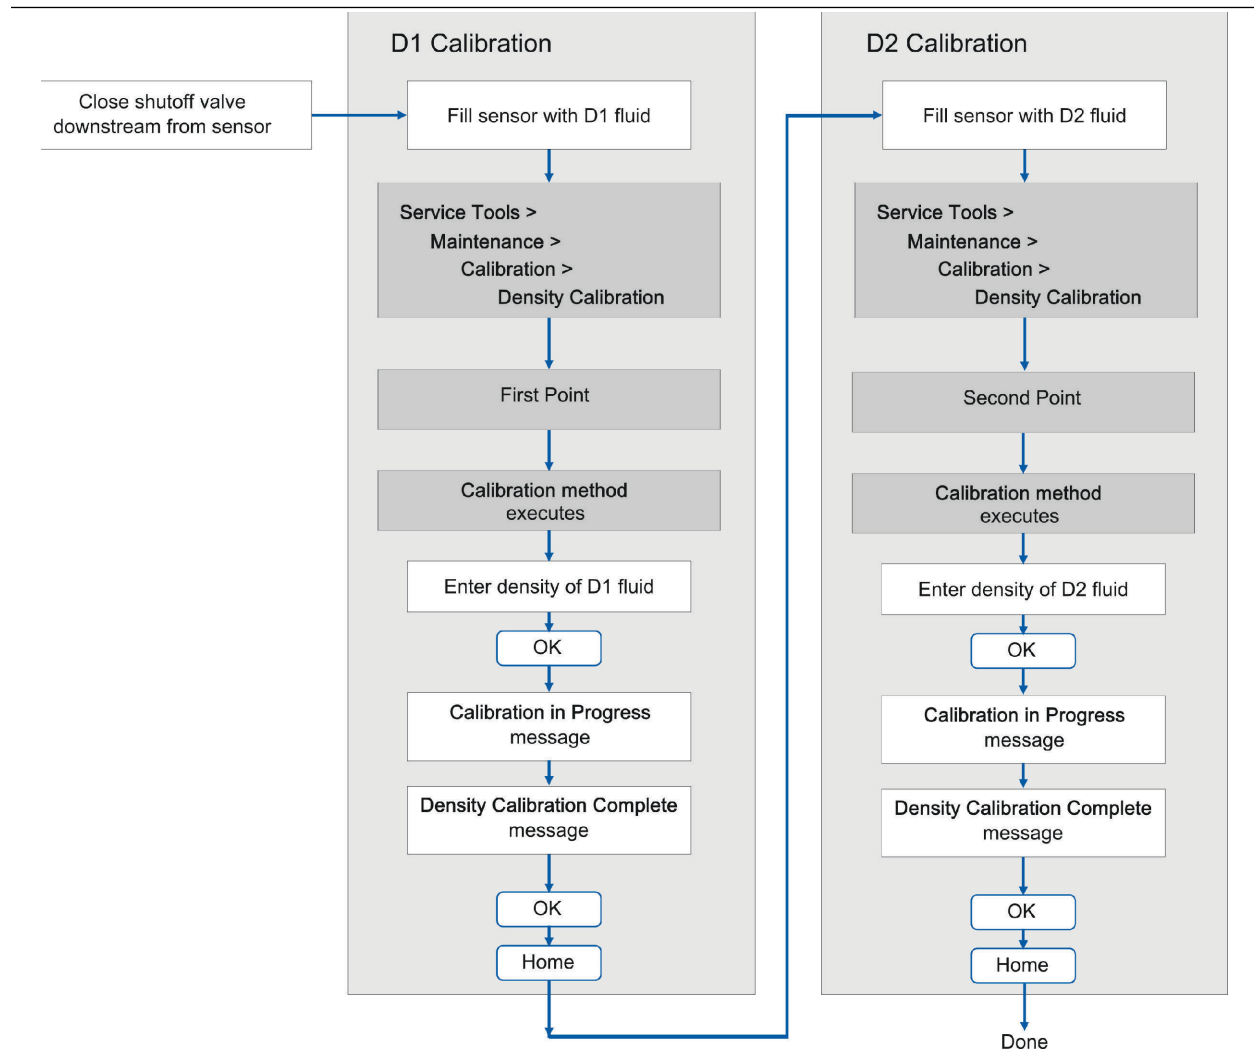 D1 Calibration
Close shutoff valve
downstream from sensor
Fill sensor with D1 fluid
Service Tools >
Maintenance >
Calibration >
Density Calibration
First Point
Calibration method
executes
Enter density of D1 fluid
OK
Calibration in Progress
message
Density Calibration Complete
message
OK
Home
D2 Calibration
Fill sensor with D2 fluid
Service Tools >
Maintenance >
Calibration >
Density Calibration
Second Point
Calibration method
executes
Enter density of D2 fluid
OK
Calibration in Progress
message
Density Calibration Complete
message
OK
Home
Done